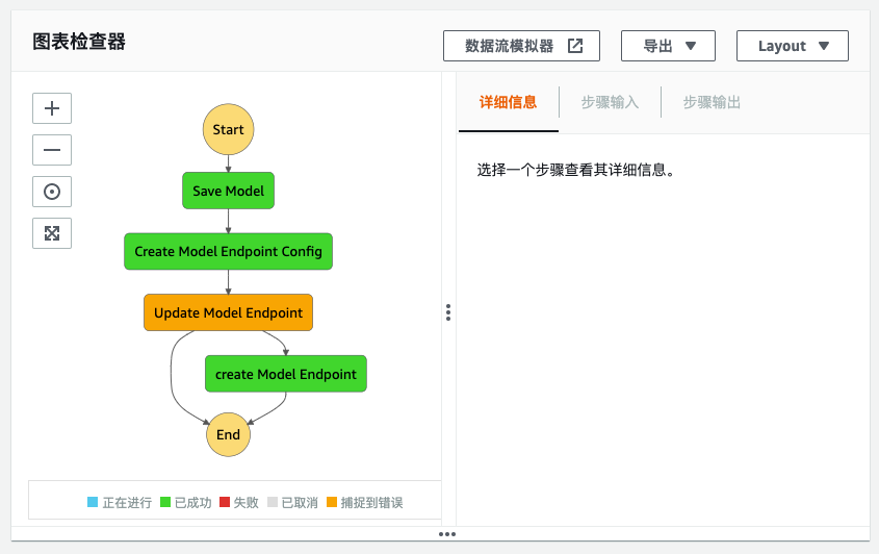 图表检查器
数据流模拟器
导出
Layout
详细信息
步骤输入
步骤输出
选择一个步骤查看其详细信息。
Start
Save Model
Create Model Endpoint Config
Update Model Endpoint
create Model Endpoint
End
正在进行 已成功 失败 已取消 捕捉到错误